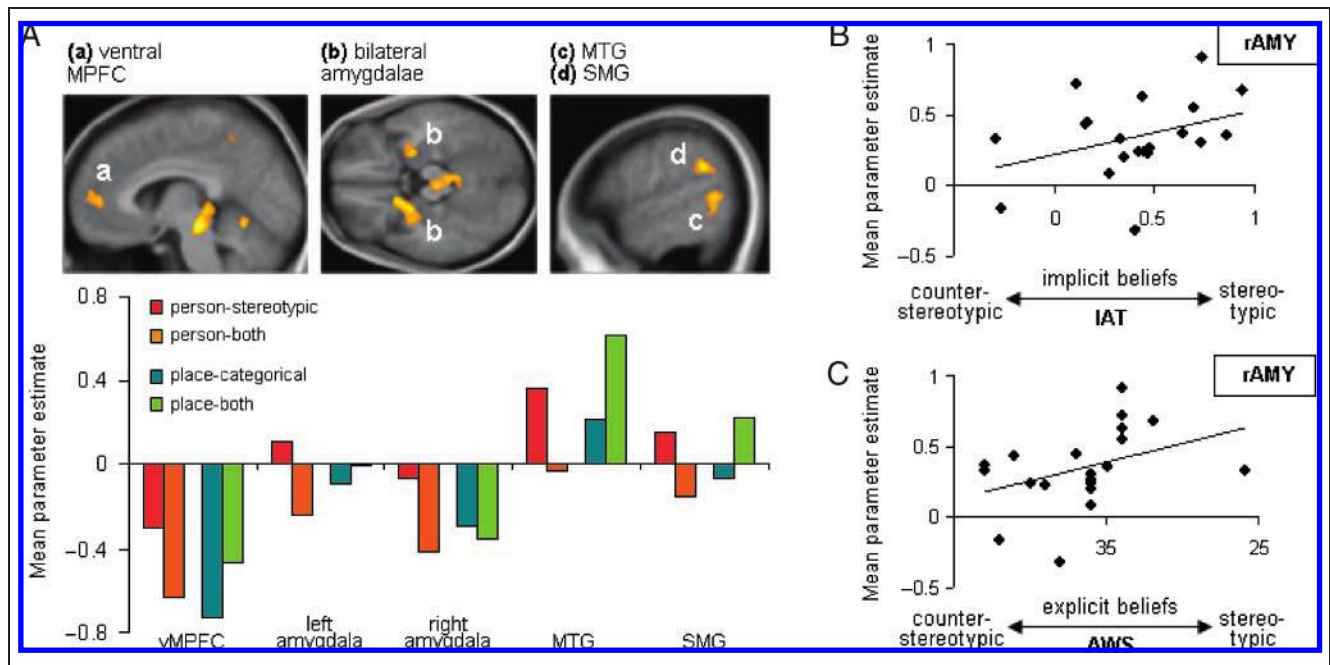 A
(a) ventral
MPFC
(b) bilateral
amygdalae
(c) MTG
(d) SMG
a
b
b
d
c
Mean parameter estimate
0.8
0.4
0
−0.4
−0.8
person-stereotypic
person-both
place-categorical
place-both
vMPFC
left
amygdala
right
amygdala
MTG
SMG
B
rAMY
Mean parameter estimate
1
0.5
0
−0.5
0 0.5 1
implicit beliefs
counter-
stereotypic
stereo-
typic
IAT
C
rAMY
Mean parameter estimate
1
0.5
0
−0.5
35 25
explicit beliefs
counter-
stereotypic
stereo-
typic
AWS